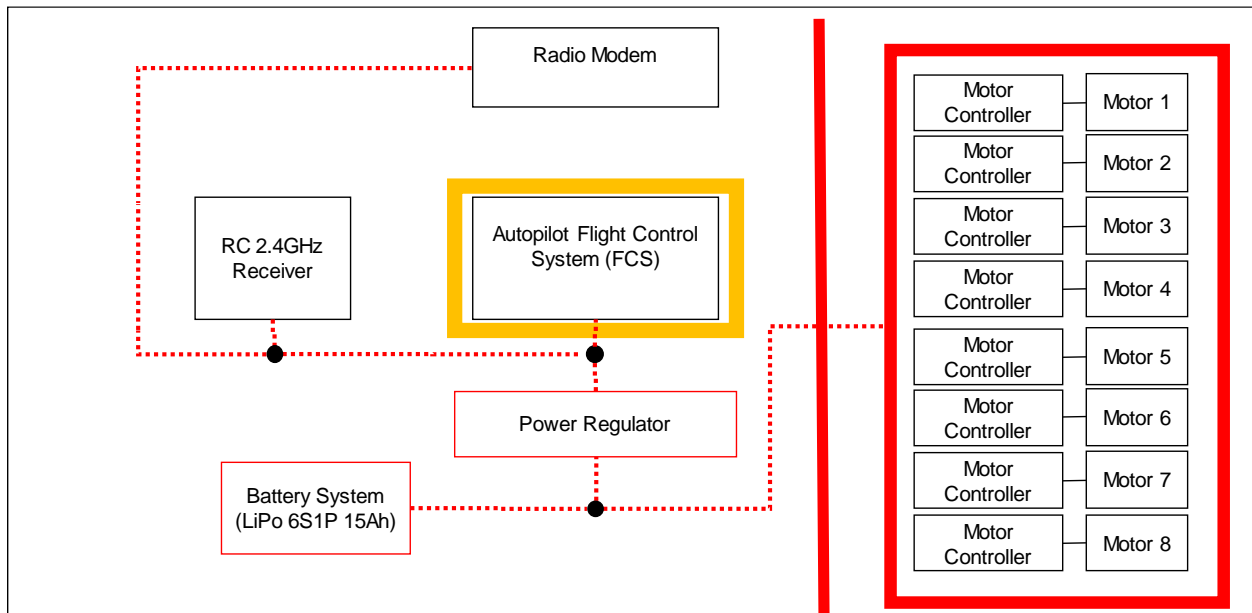 Radio Modem
RC 2.4GHz
Receiver
Autopilot Flight Control
System (FCS)
Power Regulator
Battery System
(LiPo 6S1P 15Ah)
Motor
Controller
Motor 1
Motor
Controller
Motor 2
Motor
Controller
Motor 3
Motor
Controller
Motor 4
Motor
Controller
Motor 5
Motor
Controller
Motor 6
Motor
Controller
Motor 7
Motor
Controller
Motor 8